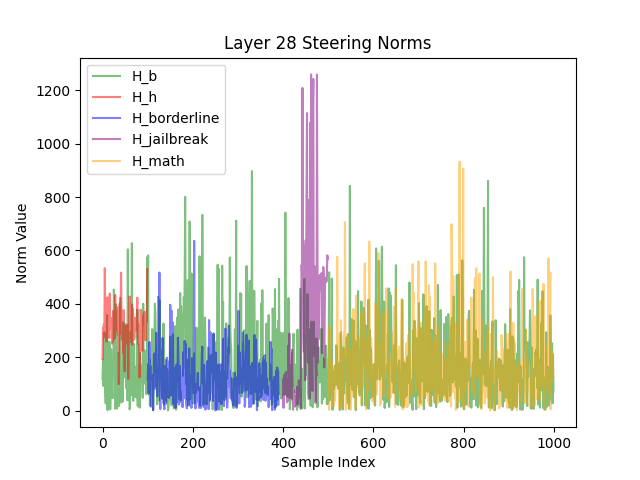 Layer 28 Steering Norms
H_b
H_h
H_borderline
H_jailbreak
H_math
Norm Value
1200
1000
800
600
400
200
0
0 200 400 600 800 1000
Sample Index